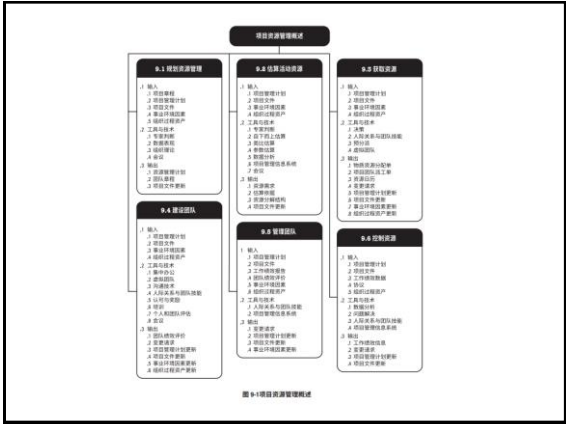 项目资源管理概述
9.1 规划资源管理
.1 输入
.1 项目章程
.2 项目管理计划
.3 项目文件
.4 事业环境因素
.5 组织过程资产
.2 工具与技术
.1 专家判断
.2 数据表现
.3 组织理论
.4 会议
.3 输出
.1 资源管理计划
.2 团队章程
.3 项目文件更新
9.2 估算活动资源
.1 输入
.1 项目管理计划
.2 项目文件
.3 事业环境因素
.4 组织过程资产
.2 工具与技术
.1 专家判断
.2 自下而上估算
.3 类比估算
.4 参数估算
.5 数据分析
.6 项目管理信息系统
.7 会议
.3 输出
.1 资源需求
.2 估算依据
.3 资源分解结构
.4 项目文件更新
9.3 获取资源
.1 输入
.1 项目管理计划
.2 项目文件
.3 事业环境因素
.4 组织过程资产
.2 工具与技术
.1 决策
.2 人际关系与团队技能
.3 预分派
.4 虚拟团队
.3 输出
.1 物质资源分配单
.2 项目团队派工单
.3 资源日历
.4 变更请求
.5 项目管理计划更新
.6 项目文件更新
.7 事业环境因素更新
.8 组织过程资产更新
9.4 建设团队
.1 输入
.1 项目管理计划
.2 项目文件
.3 事业环境因素
.4 组织过程资产
.2 工具与技术
.1 集中办公
.2 虚拟团队
.3 沟通技术
.4 人际关系与团队技能
.5 认可与奖励
.6 培训
.7 个人和团队评估
.8 会议
.3 输出
.1 团队绩效评价
.2 变更请求
.3 项目管理计划更新
.4 项目文件更新
.5 事业环境因素更新
.6 组织过程资产更新
9.5 管理团队
.1 输入
.1 项目管理计划
.2 项目文件
.3 工作绩效报告
.4 团队绩效评价
.5 事业环境因素
.6 组织过程资产
.2 工具与技术
.1 人际关系与团队技能
.2 项目管理信息系统
.3 输出
.1 变更请求
.2 项目管理计划更新
.3 项目文件更新
.4 事业环境因素更新
9.6 控制资源
.1 输入
.1 项目管理计划
.2 项目文件
.3 工作绩效数据
.4 协议
.5 组织过程资产
.2 工具与技术
.1 数据分析
.2 问题解决
.3 人际关系与团队技能
.4 项目管理信息系统
.3 输出
.1 工作绩效信息
.2 变更请求
.3 项目管理计划更新
.4 项目文件更新
图 9-1项目资源管理概述